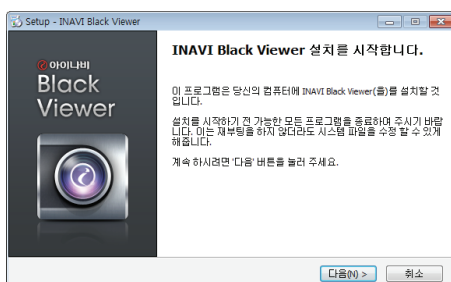 Setup - INAVI Black Viewer
아이나비
Black
Viewer
INAVI Black Viewer 설치를 시작합니다.
이 프로그램은 당신의 컴퓨터에 INAVI Black Viewer(을)를 설치할 것
입니다.
설치를 시작하기 전 가능한 모든 프로그램을 종료하여 주시기 바랍
니다. 이는 재부팅을 하지 않더라도 시스템 파일을 수정 할 수 있게
해줍니다.
계속 하시려면 '다음' 버튼을 눌러 주세요.
다음(N) >
취소